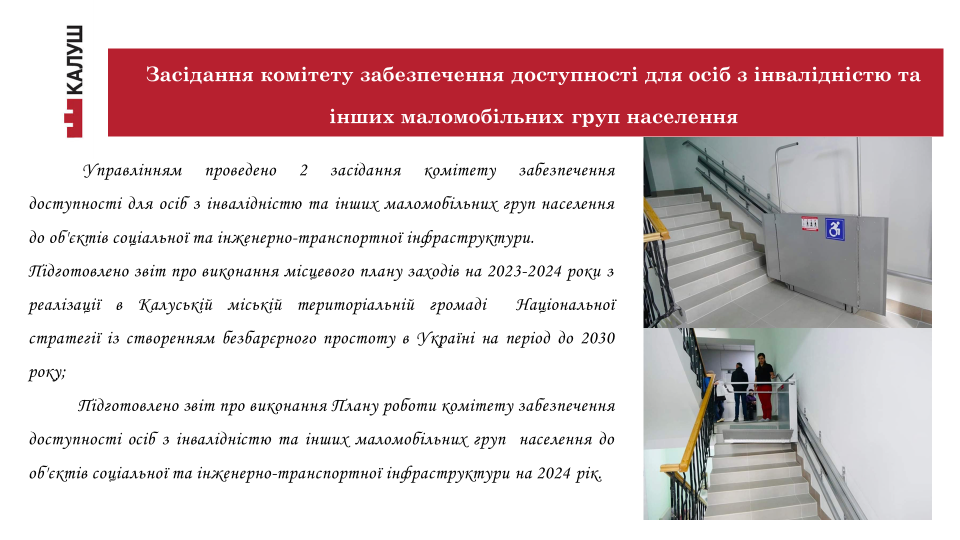 КАЛУШ
Засідання комітету забезпечення доступності для осіб з інвалідністю та
інших маломобільних груп населення
Управлінням проведено 2 засідання комітету забезпечення
доступності для осіб з інвалідністю та інших маломобільних груп населення
до об'єктів соціальної та інженерно-транспортної інфраструктури.
Підготовлено звіт про виконання місцевого плану заходів на 2023-2024 роки з
реалізації в Калуській міській територіальній громаді Національної
стратегії із створенням безбарєрного простоту в Україні на період до 2030
року;
Підготовлено звіт про виконання Плану роботи комітету забезпечення
доступності осіб з інвалідністю та інших маломобільних груп населення до
об'єктів соціальної та інженерно-транспортної інфраструктури на 2024 рік.